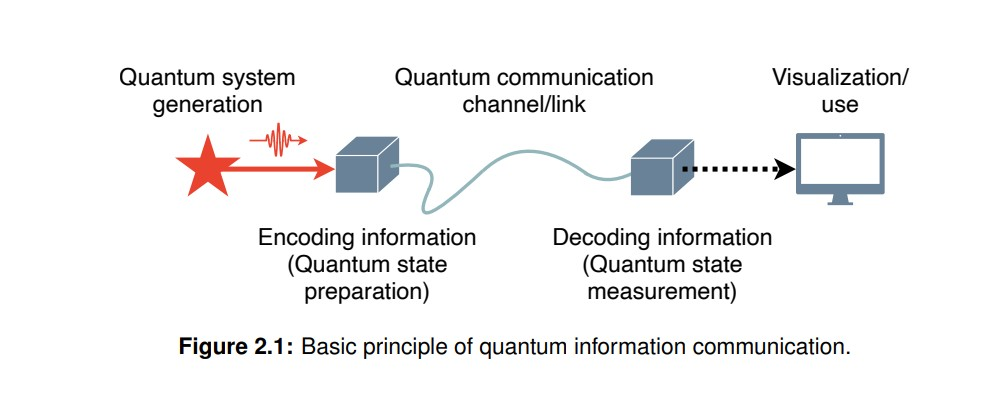 Quantum system
generation
Quantum communication
channel/link
Visualization/
use
Encoding information
(Quantum state
preparation)
Decoding information
(Quantum state
measurement)
Figure 2.1: Basic principle of quantum information communication.